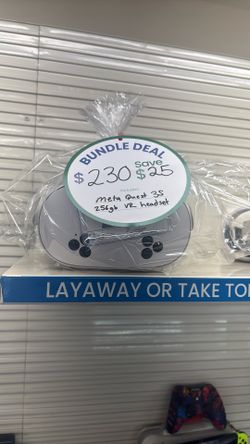 BUNDLE DEAL
$230 Save $25
includes
Meta Quest 3S
256gb VR headset
LAYAWAY OR TAKE